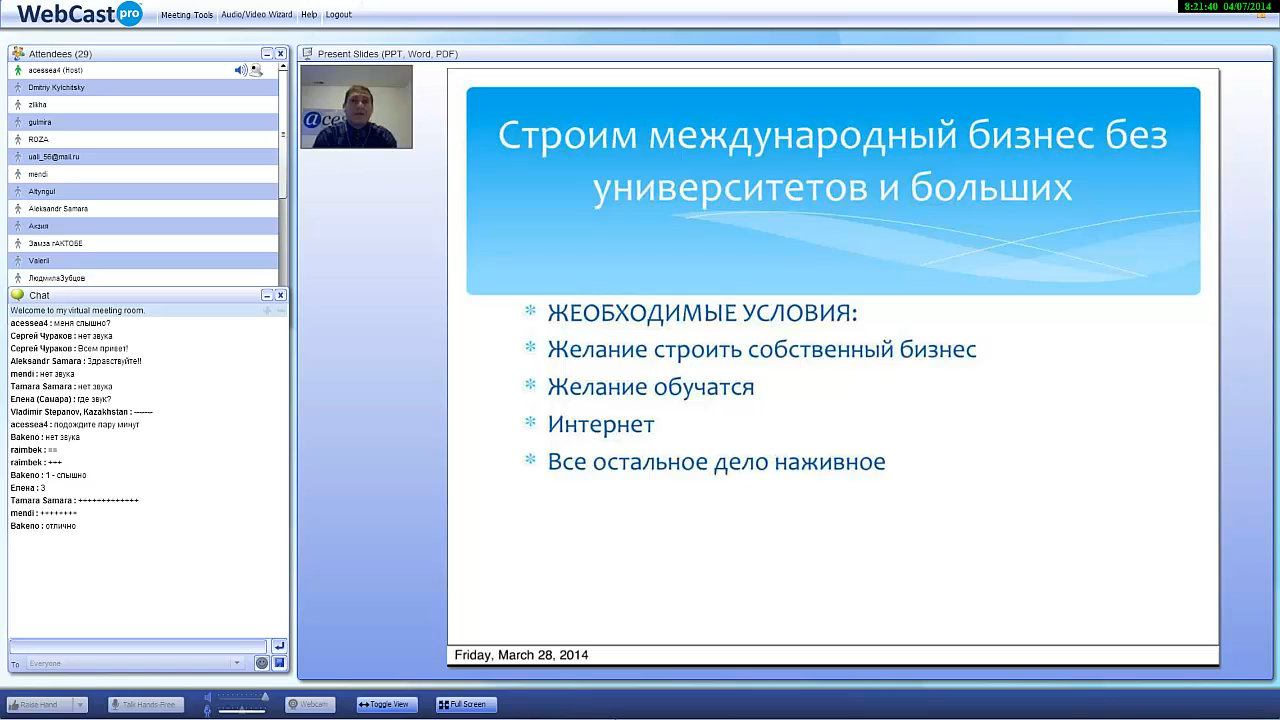 WebCast pro
Meeting Tools Audio/Video Wizard Help Logout
8:21:40 04/07/2014
Attendees (29)
acessea4 (Host)
Dmitriy Kylchitsky
zlikha
gulmira
ROZA
uali_56@mail.ru
mendi
Altyngul
Aleksandr Samara
Акзия
Замза гАКТОБЕ
Valerii
ЛюдмилаЗубцов
Chat
Welcome to my virtual meeting room.
acessea4 : меня слышно?
Сергей Чураков : нет звука
Сергей Чураков : Всем привет!
Aleksandr Samara : Здравствуйте!!
mendi : нет звука
Tamara Samara : нет звука
Елена (Самара) : где звук?
Vladimir Stepanov, Kazakhstan : -------
acessea4 : подождите пару минут
Bakeno : нет звука
raimbek : ==
raimbek : +++
Bakeno : 1 - слышно
Елена : 3
Tamara Samara : +++++++++++++
mendi : ++++++++
Bakeno : отлично
To Everyone
Present Slides (PPT, Word, PDF)
@aces
Строим международный бизнес без
университетов и больших
* ЖЕОБХОДИМЫЕ УСЛОВИЯ:
* Желание строить собственный бизнес
* Желание обучатся
* Интернет
* Все остальное дело наживное
Friday, March 28, 2014
Raise Hand Talk Hands-Free Webcam Toggle View Full Screen